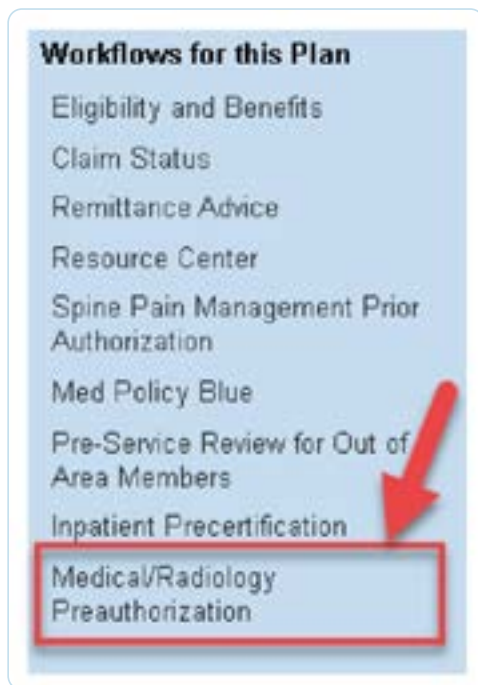 Workflows for this Plan
Eligibility and Benefits
Claim Status
Remittance Advice
Resource Center
Spine Pain Management Prior
Authorization
Med Policy Blue
Pre-Service Review for Out of
Area Members
Inpatient Precertification
Medical/Radiology
Preauthorization